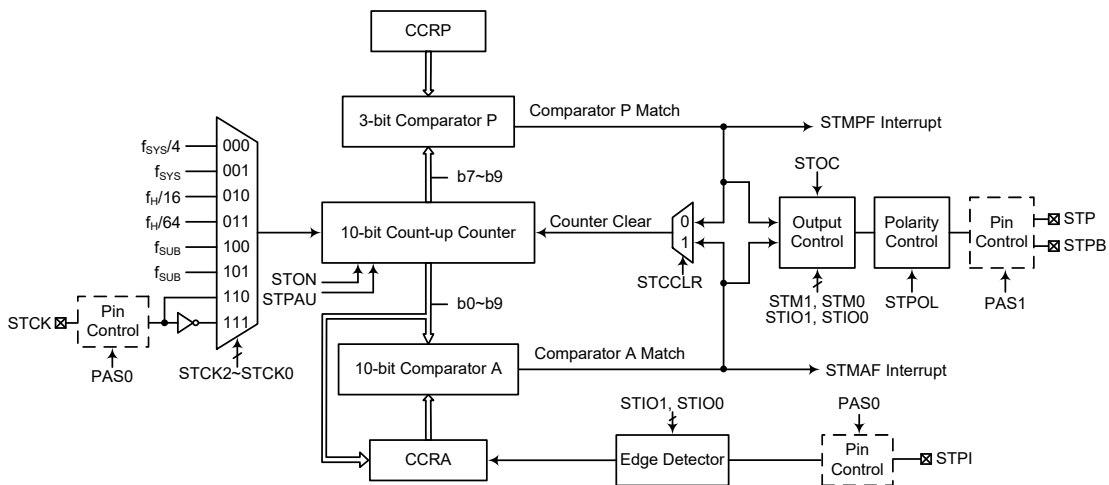 CCRP
3-bit Comparator P
Comparator P Match
STMPF Interrupt
b7~b9
fSYS/4
fSYS
fH/16
fH/64
fSUB
fSUB
000
001
010
011
100
101
110
111
STCK
Pin
Control
PAS0
STCK2~STCK0
10-bit Count-up Counter
STON
STPAU
b0~b9
Counter Clear
0
1
STCCLR
STOC
Output
Control
STM1, STM0
STIO1, STIO0
Polarity
Control
STPOL
Pin
Control
PAS1
STP
STPB
10-bit Comparator A
Comparator A Match
STMAF Interrupt
CCRA
STIO1, STIO0
Edge Detector
PAS0
Pin
Control
STPI